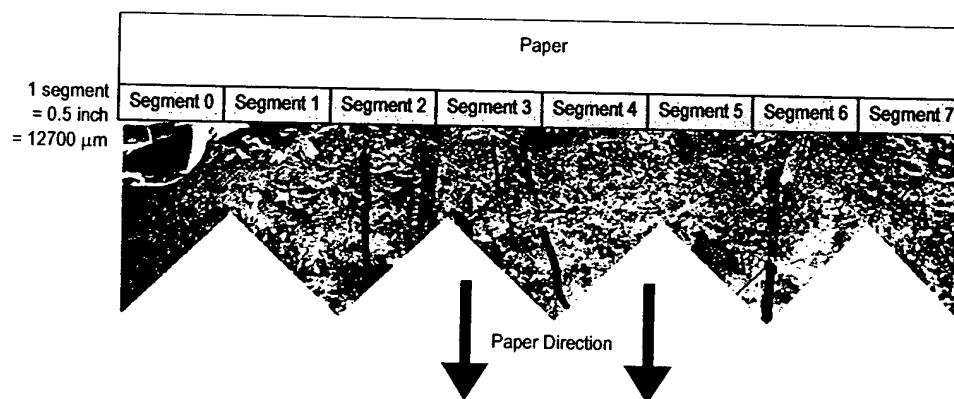 Paper
1 segment
= 0.5 inch
= 12700 μm
Segment 0
Segment 1
Segment 2
Segment 3
Segment 4
Segment 5
Segment 6
Segment 7
Paper Direction